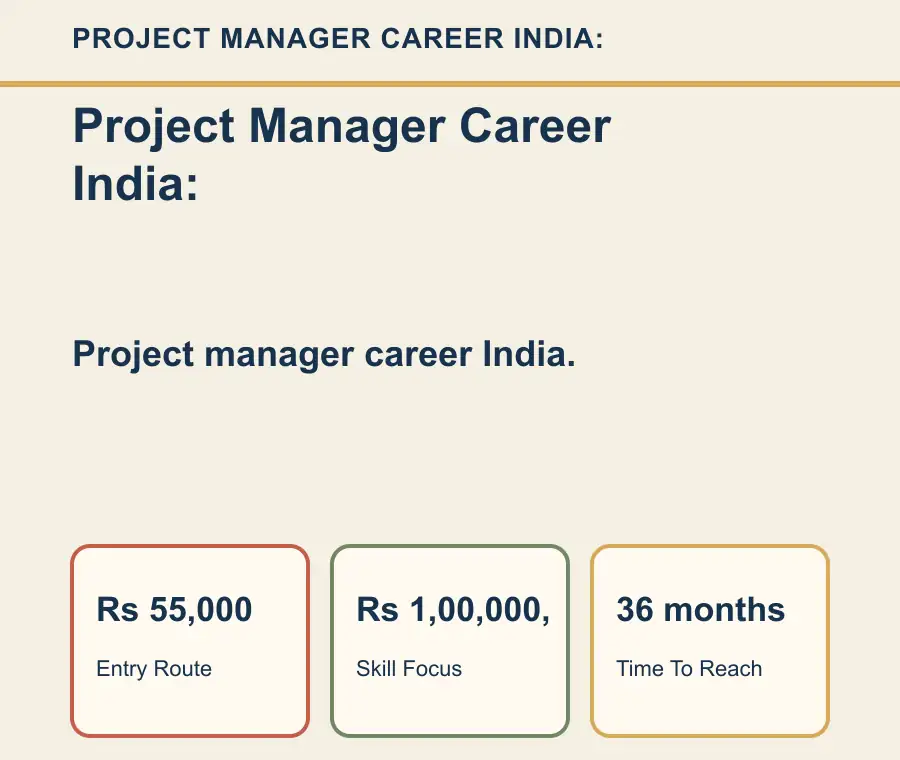 PROJECT MANAGER CAREER INDIA:
Project Manager Career
India:
Project manager career India.
Rs 55,000
Entry Route
Rs 1,00,000,
Skill Focus
36 months
Time To Reach